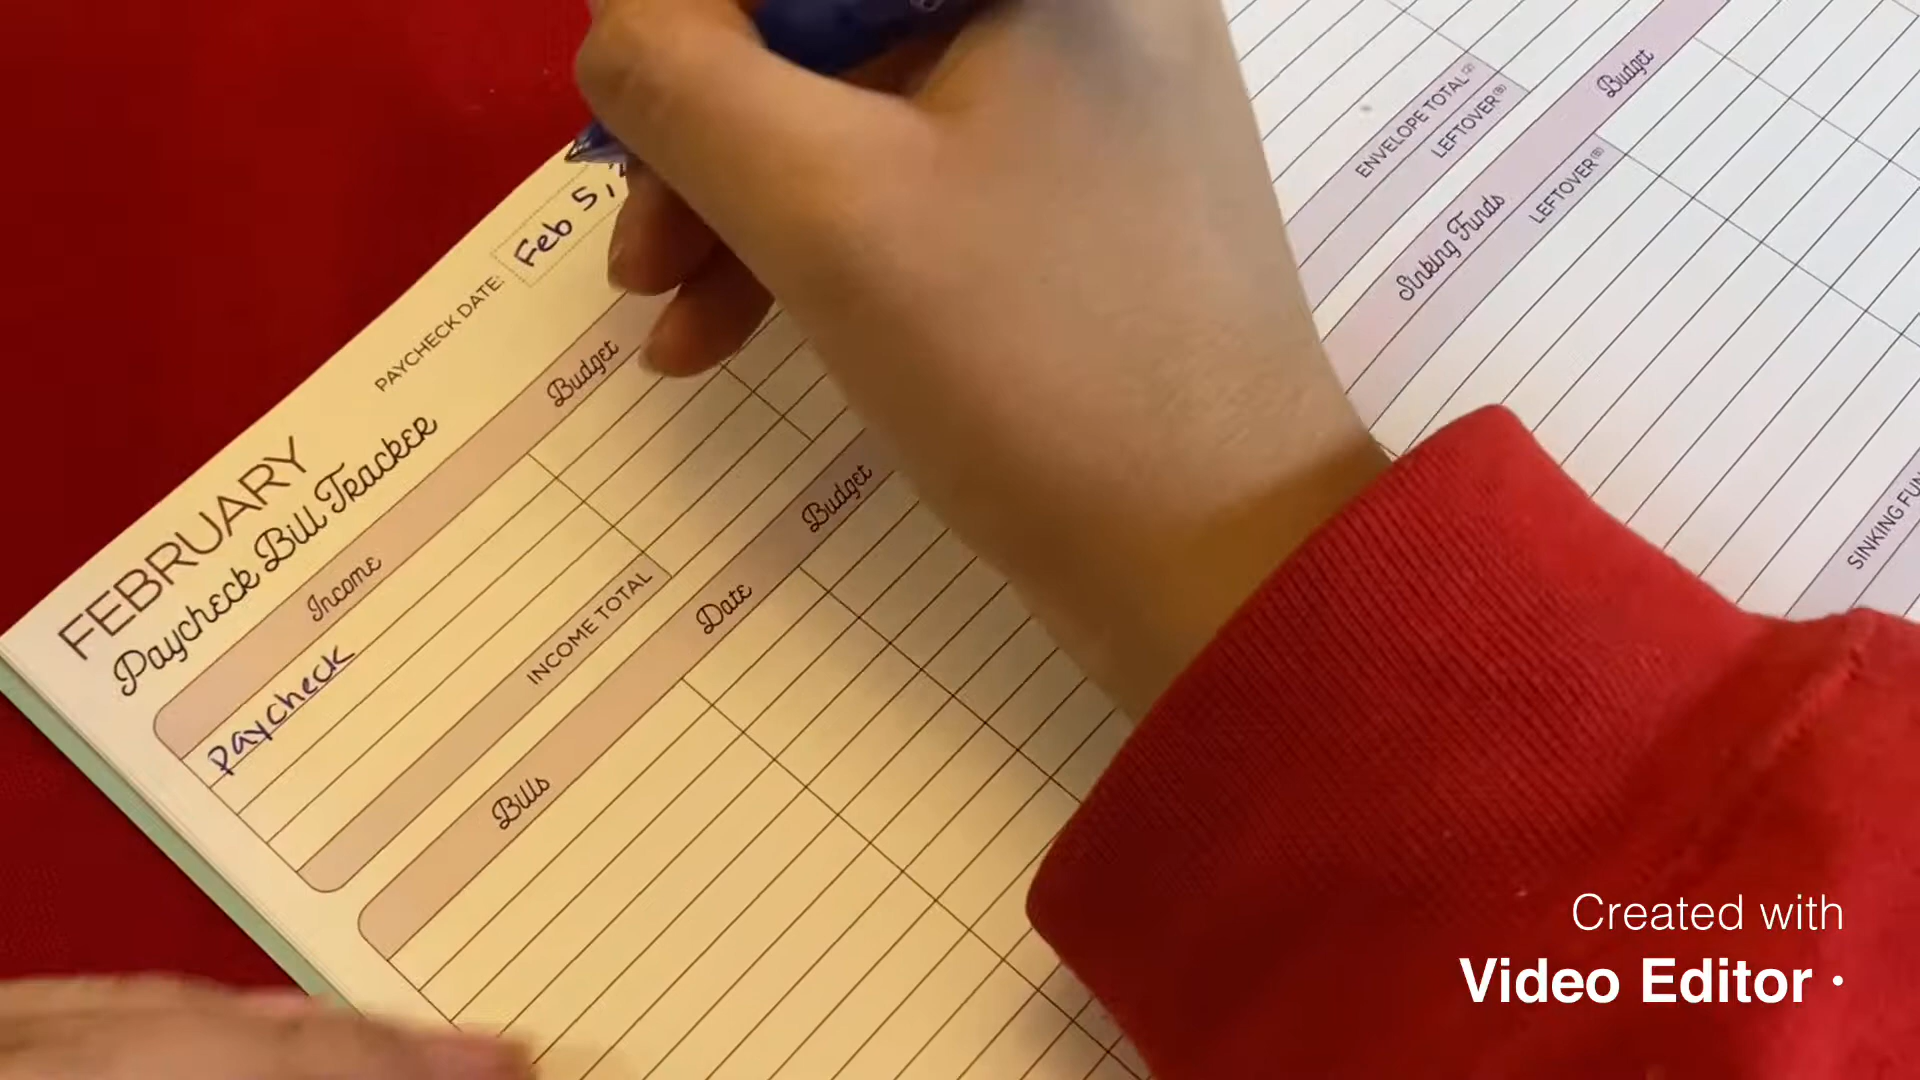 FEBRUARY
Paycheck Bill Tracker
PAYCHECK DATE: Feb 5,
Income Budget
Paycheck
INCOME TOTAL
Bills Date Budget
ENVELOPE TOTAL
LEFTOVER
Sinking Funds Budget
LEFTOVER
SINKING
Created with
Video Editor •